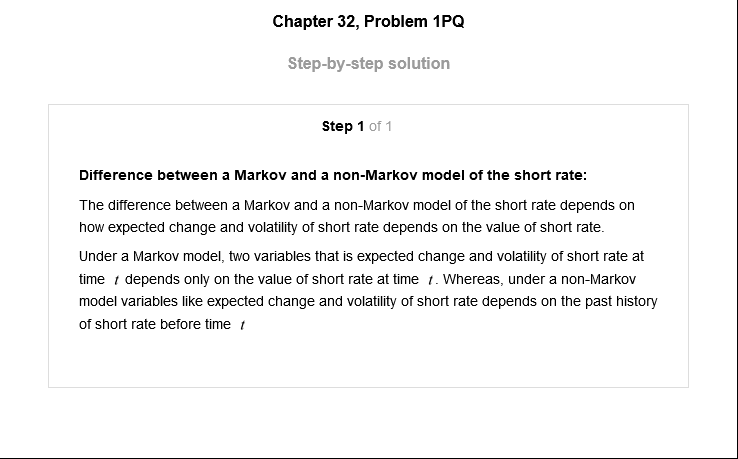 Chapter 32, Problem 1PQ
Step-by-step solution
Step 1 of 1
Difference between a Markov and a non-Markov model of the short rate:
The difference between a Markov and a non-Markov model of the short rate depends on
how expected change and volatility of short rate depends on the value of short rate.
Under a Markov model, two variables that is expected change and volatility of short rate at
time t depends only on the value of short rate at time t. Whereas, under a non-Markov
model variables like expected change and volatility of short rate depends on the past history
of short rate before time t